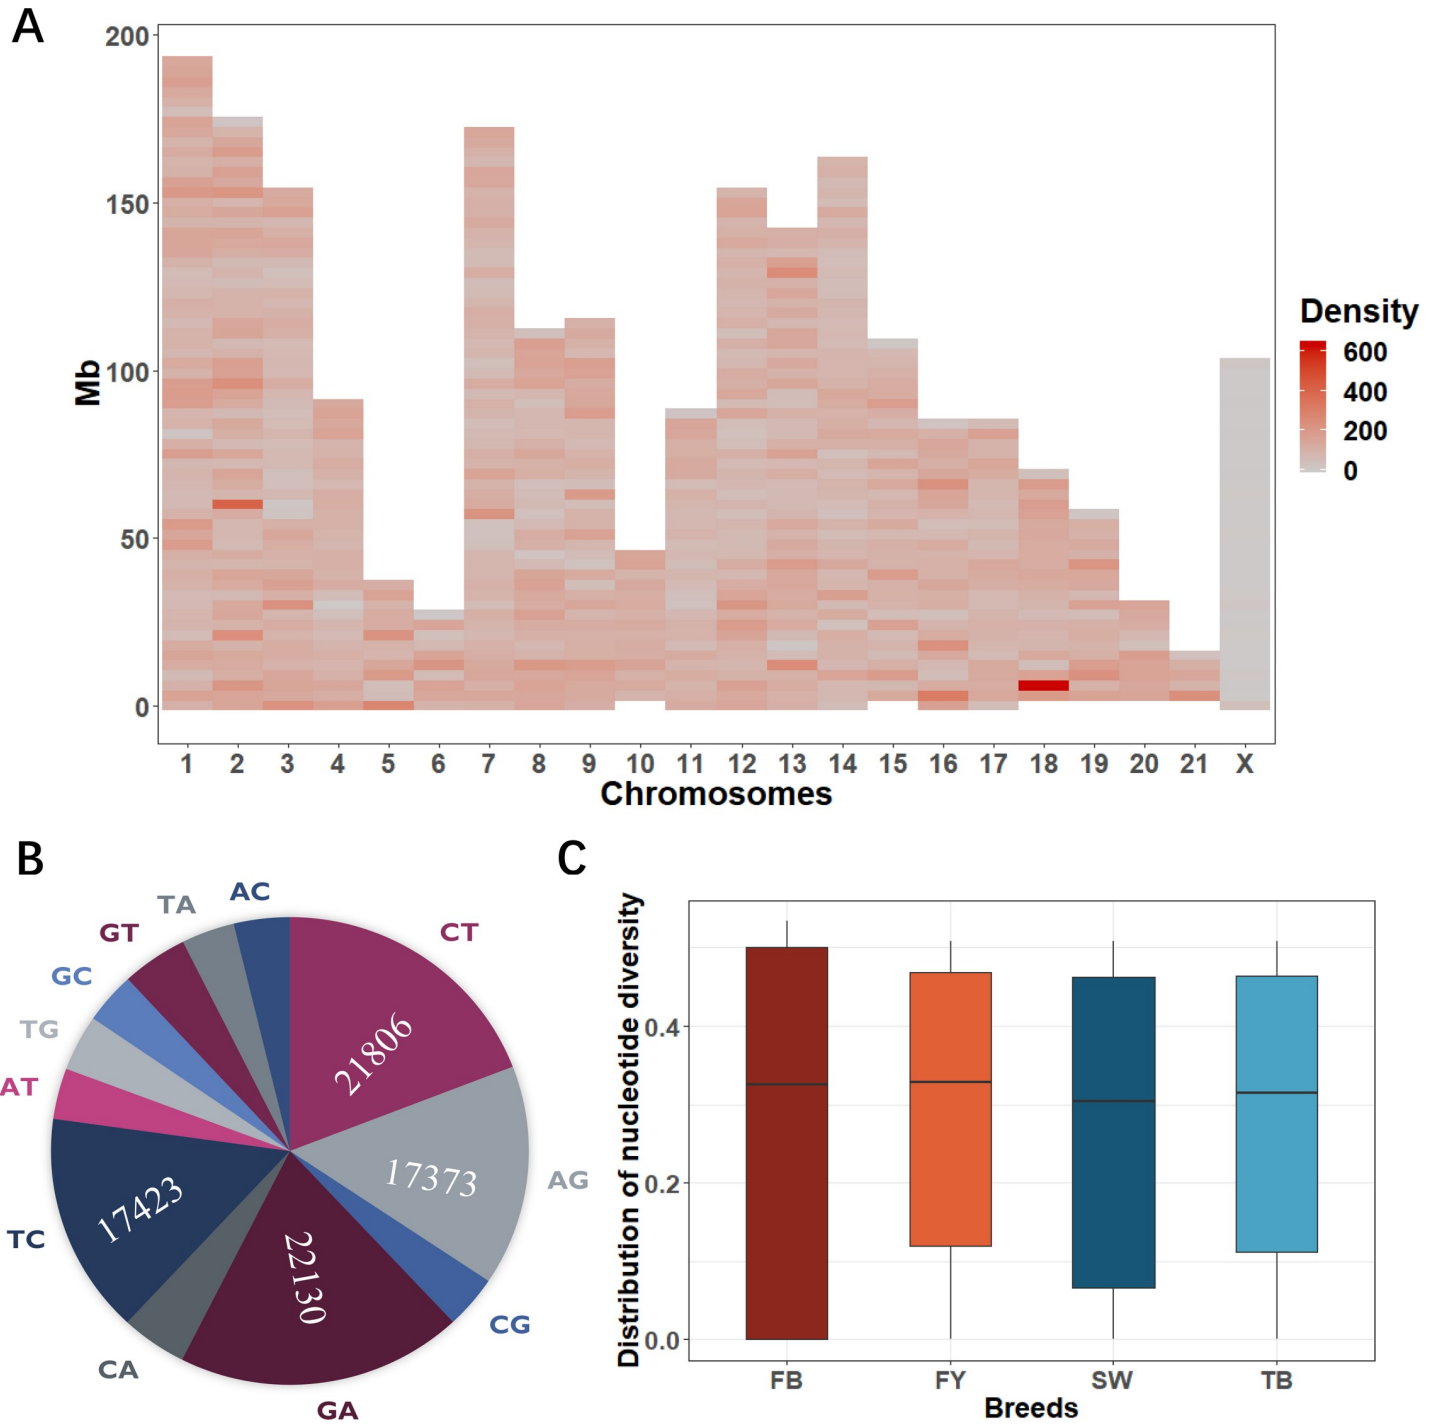 A
200
150
100
50
0
Mb
1 2 3 4 5 6 7 8 9 10 11 12 13 14 15 16 17 18 19 20 21 X
Chromosomes
Density
600
400
200
0
B
AC
TA
GT
GC
TG
AT
TC
CA
GA
CG
AG
CT
21806
17373
22130
17423
C
Distribution of nucleotide diversity
0.4
0.2
0.0
FB FY SW TB
Breeds